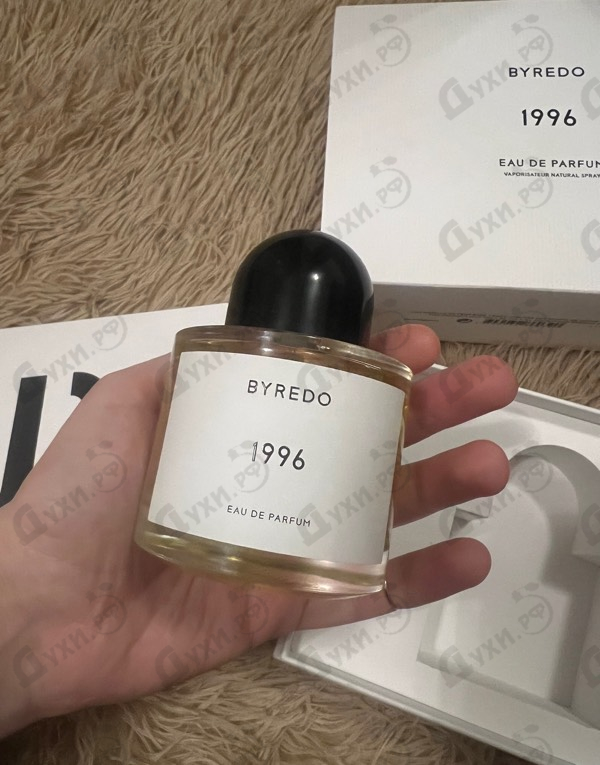 BYREDO
1996
EAU DE PARFUM
VAPORISATEUR NATURAL SPRAY
BYREDO
1996
EAU DE PARFUM
Духи.рф